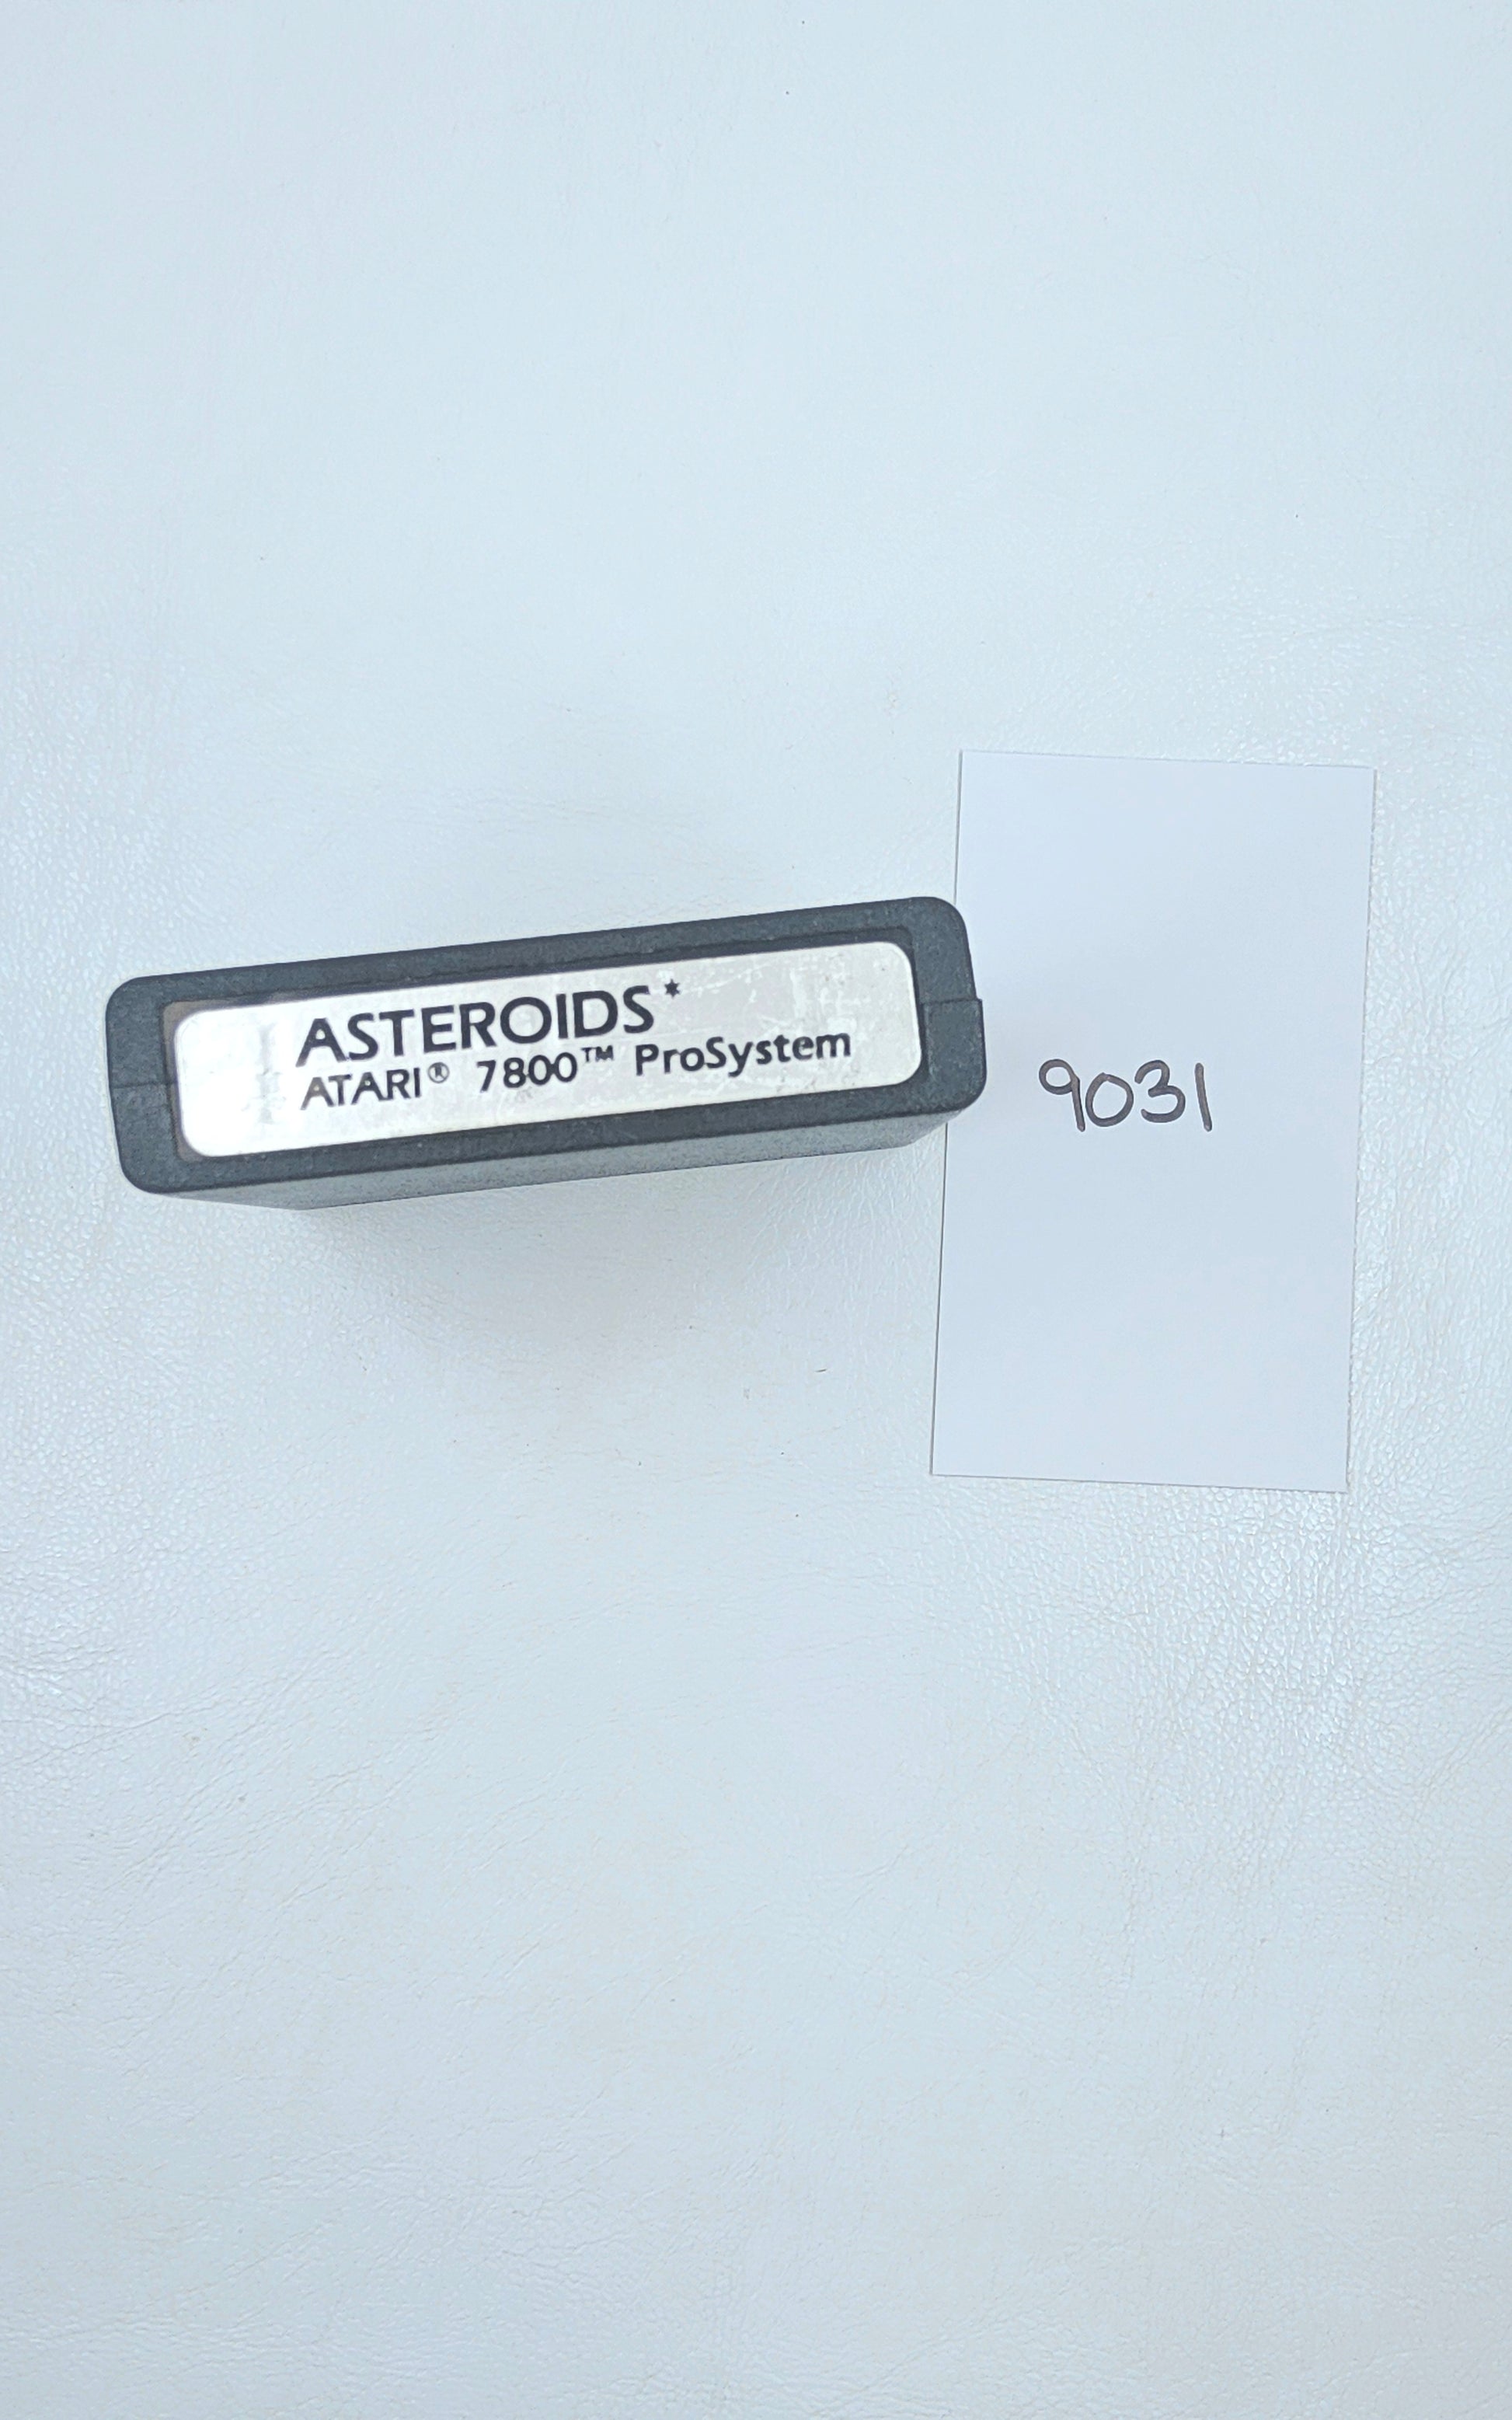 ASTEROIDS*
ATARI® 7800™ ProSystem
9031